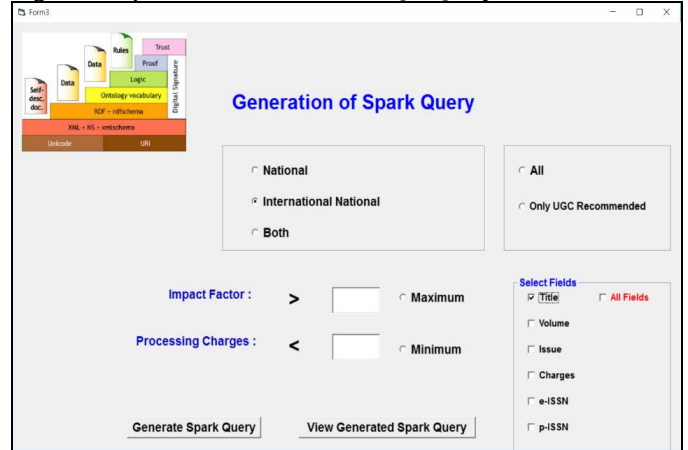 Form3
Trust
Rules
Proof
Data
Logic
Data
Digital Signature
Self-
desc.
doc.
Ontology vocabulary
RDF + rdfschema
XML + NS + xmlschema
Unicode
URI
Generation of Spark Query
National
International National
Both
All
Only UGC Recommended
Impact Factor : > Maximum
Processing Charges : < Minimum
Select Fields
Title All Fields
Volume
Issue
Charges
e-ISSN
p-ISSN
Generate Spark Query View Generated Spark Query